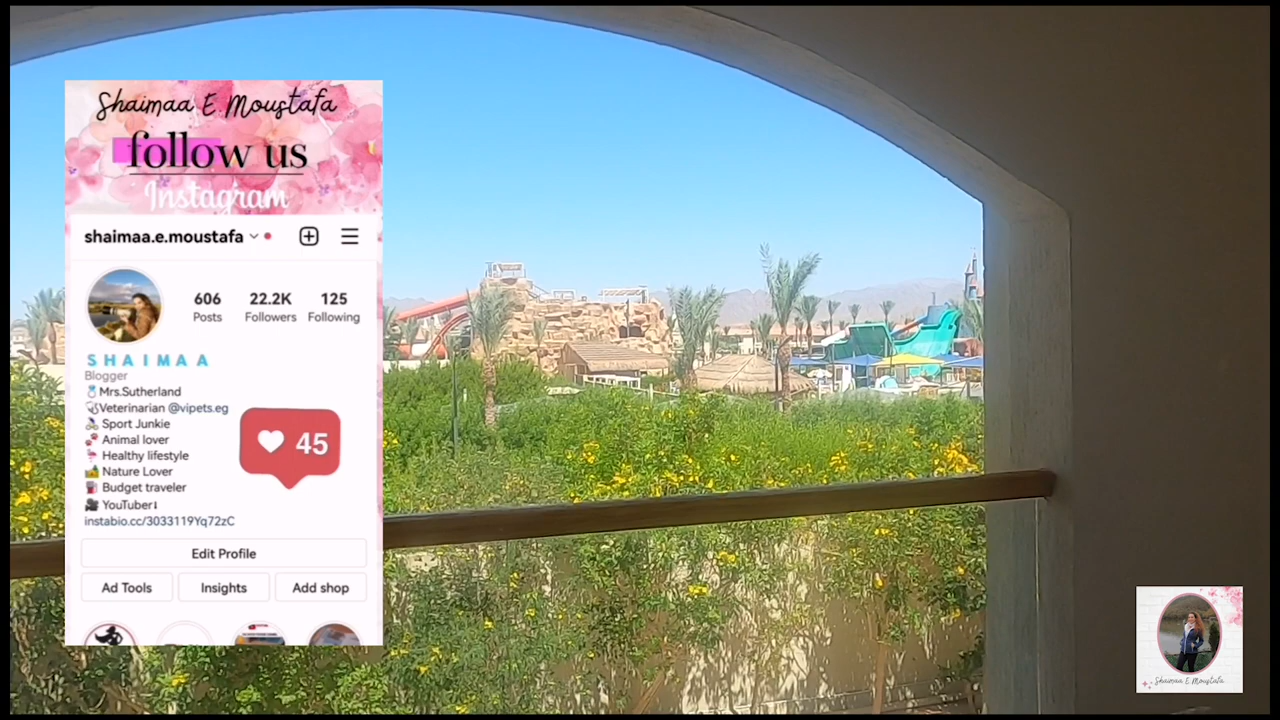 Shaimaa E Moustafa
follow us
Instagram
shaimaa.e.moustafa
606
22.2K
125
Posts
Followers
Following
S H A I M A A
Blogger
💍Mrs.Sutherland
🩺Veterinarian @vipets.eg
🚴 Sport Junkie
🐾 Animal lover
🦩 Healthy lifestyle
🏕 Nature Lover
⛽ Budget traveler
🎥 YouTuber⬇
instabio.cc/3033119Yq72zC
45
Edit Profile
Ad Tools
Insights
Add shop
Shaimaa E Moustafa